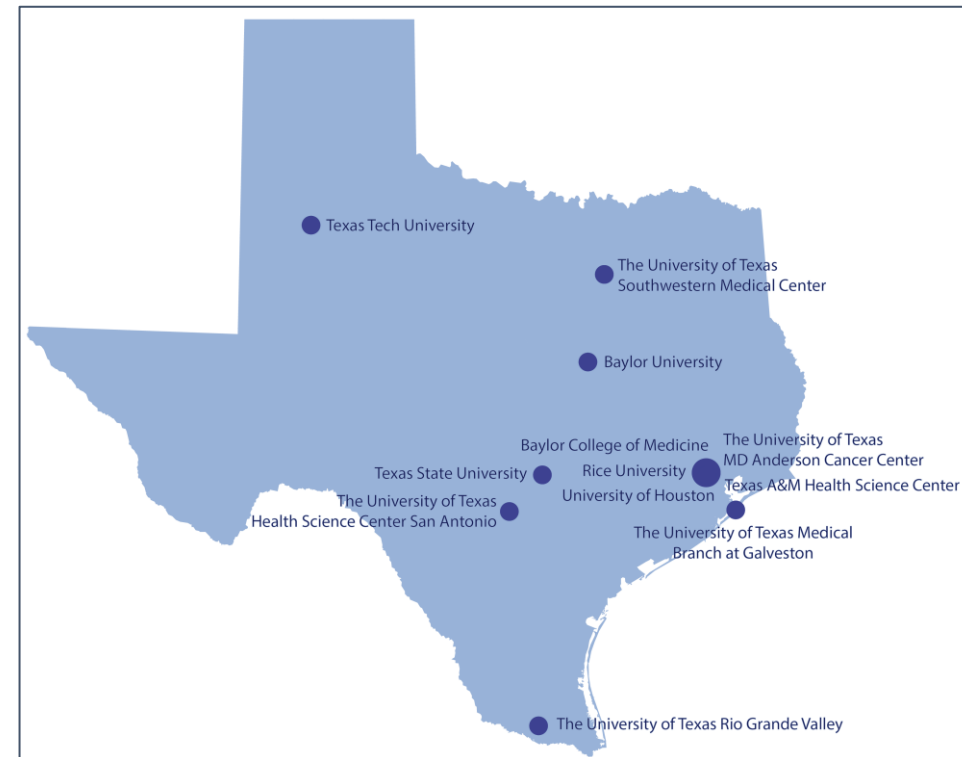 Texas Tech University
The University of Texas
Southwestern Medical Center
Baylor University
Baylor College of Medicine
Rice University
University of Houston
The University of Texas
MD Anderson Cancer Center
Texas A&M Health Science Center
Texas State University
The University of Texas
Health Science Center San Antonio
The University of Texas Medical
Branch at Galveston
The University of Texas Rio Grande Valley